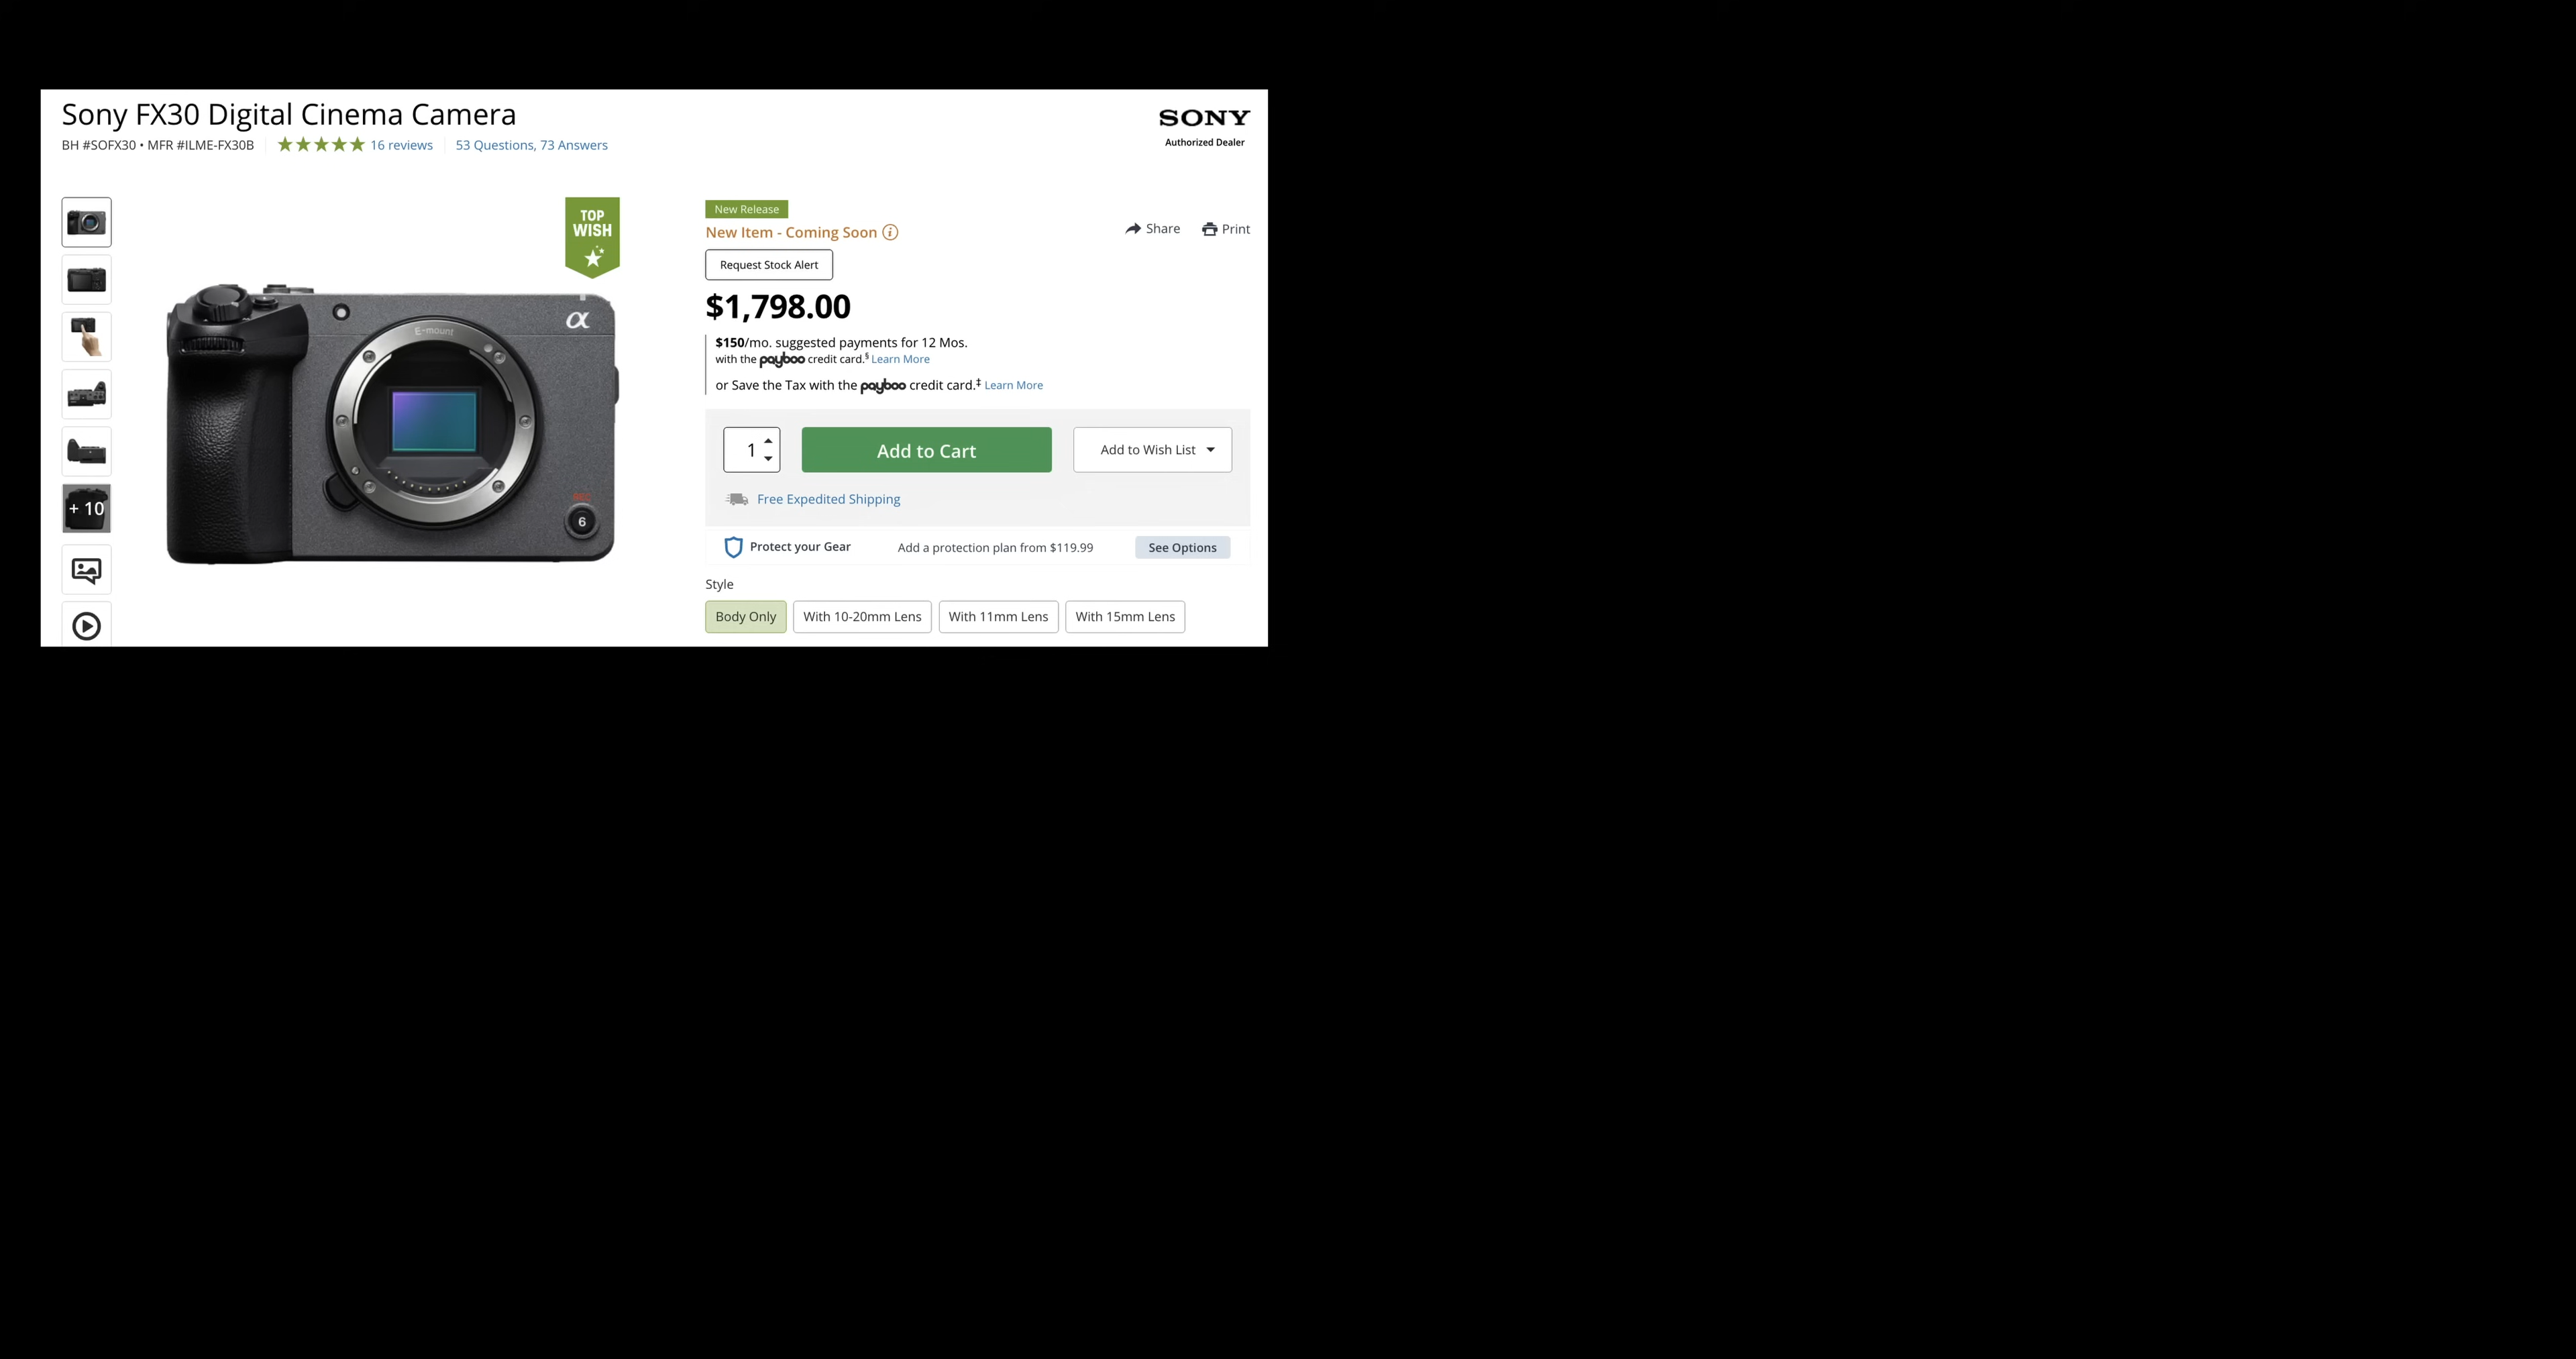 Sony FX30 Digital Cinema Camera
BH #SOFX30 • MFR #ILME-FX30B
16 reviews
53 Questions, 73 Answers
SONY
Authorized Dealer
TOP
WISH
E-mount
α
6
+ 10
New Release
New Item - Coming Soon
Share
Print
Request Stock Alert
$1,798.00
$150/mo. suggested payments for 12 Mos.
with the payboo credit card.§ Learn More
or Save the Tax with the payboo credit card.‡ Learn More
1
Add to Cart
Add to Wish List
Free Expedited Shipping
Protect your Gear
Add a protection plan from $119.99
See Options
Style
Body Only
With 10-20mm Lens
With 11mm Lens
With 15mm Lens